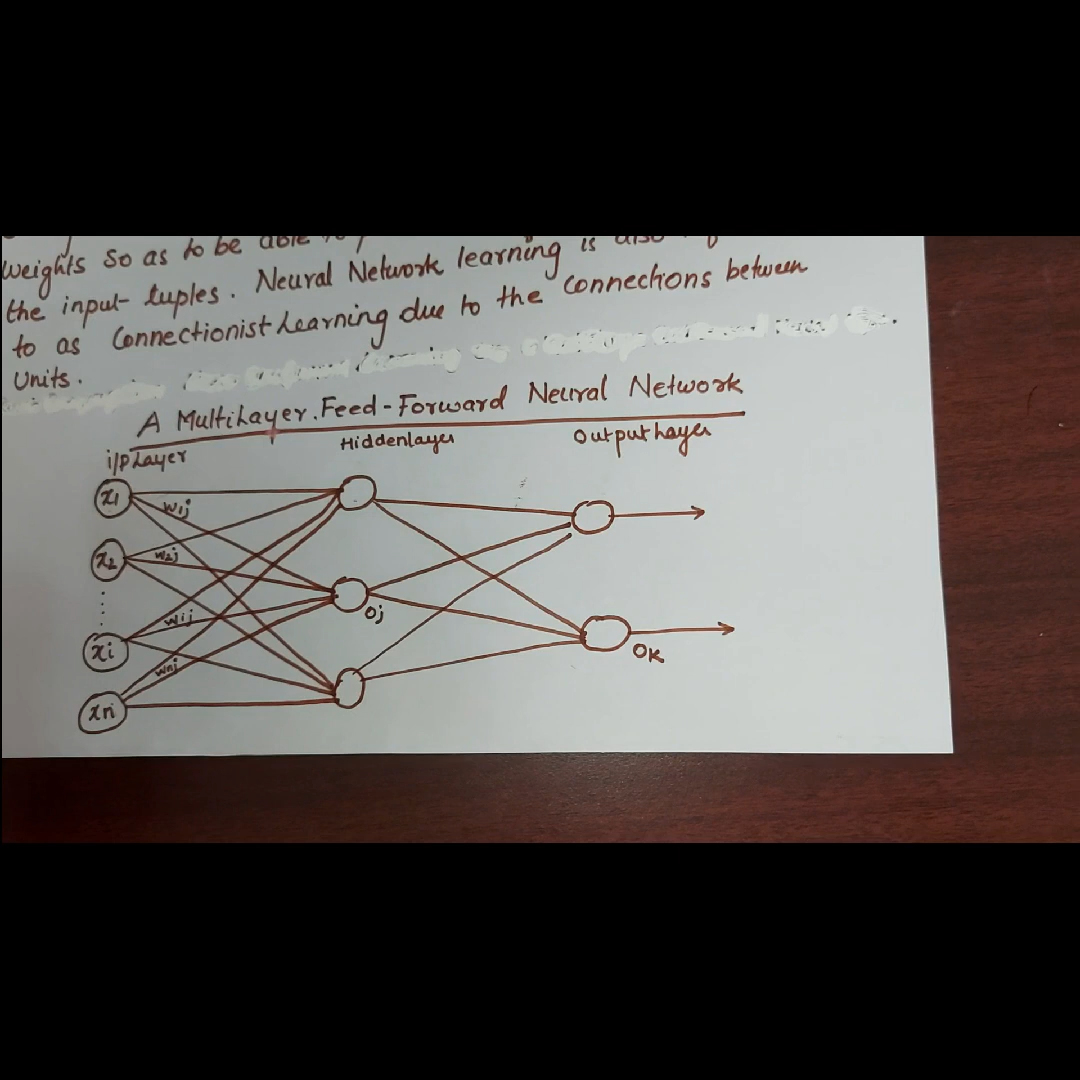 weights so as to be able
the input tuples. Neural Network learning is also
to as Connectionist Learning due to the connections between
Units.
A MultiLayer Feed-Forward Neural Network
i/p Layer Hidden layer Output Layer
x1 w1j
x2 w2j
Oj
xi wij
OK
xn wnj